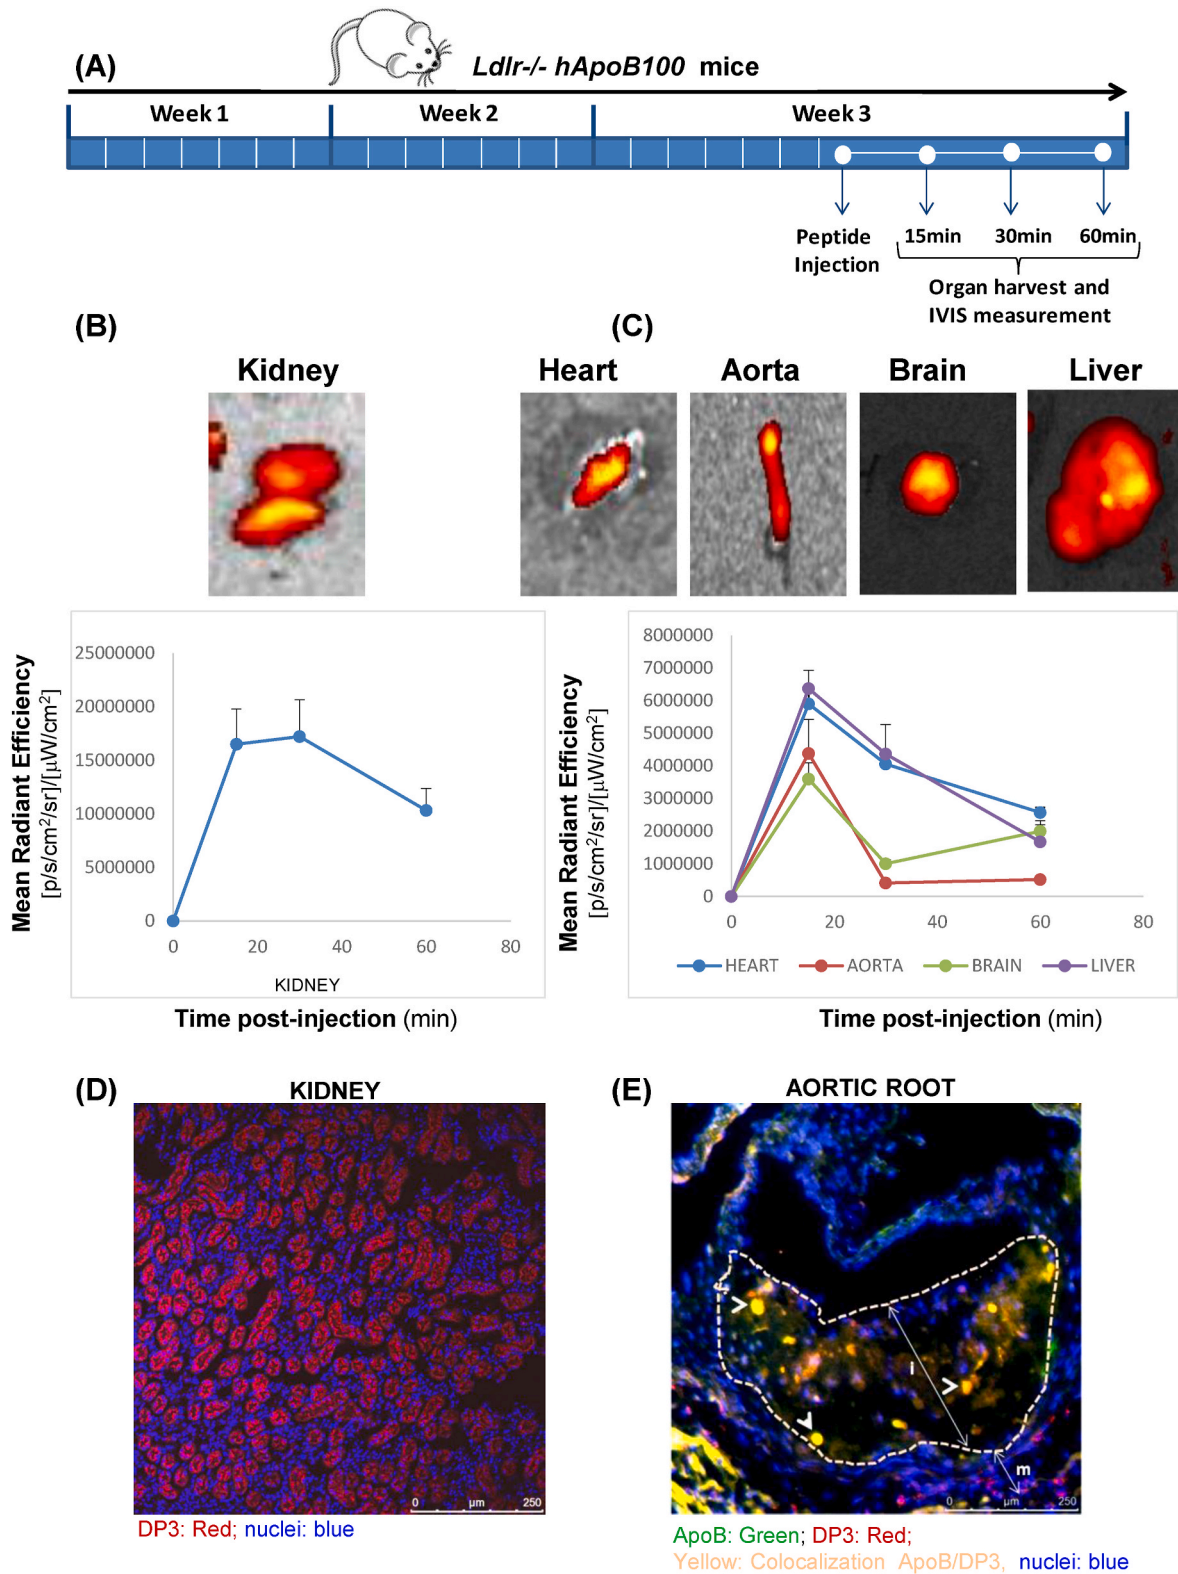 (A)
Ldlr-/- hApoB100 mice
Week 1 Week 2 Week 3
Peptide Injection
15min 30min 60min
Organ harvest and
IVIS measurement
(B)
Kidney
(C)
Heart Aorta Brain Liver
Mean Radiant Efficiency
[p/s/cm²/sr]/[µW/cm²]
25000000
20000000
15000000
10000000
5000000
0
0 20 40 60 80
KIDNEY
Time post-injection (min)
Mean Radiant Efficiency
[p/s/cm²/sr]/[µW/cm²]
8000000
7000000
6000000
5000000
4000000
3000000
2000000
1000000
0
0 20 40 60 80
HEART AORTA BRAIN LIVER
Time post-injection (min)
(D)
KIDNEY
0 µm 250
DP3: Red; nuclei: blue
(E)
AORTIC ROOT
i
m
0 µm 250
ApoB: Green; DP3: Red;
Yellow: Colocalization ApoB/DP3, nuclei: blue